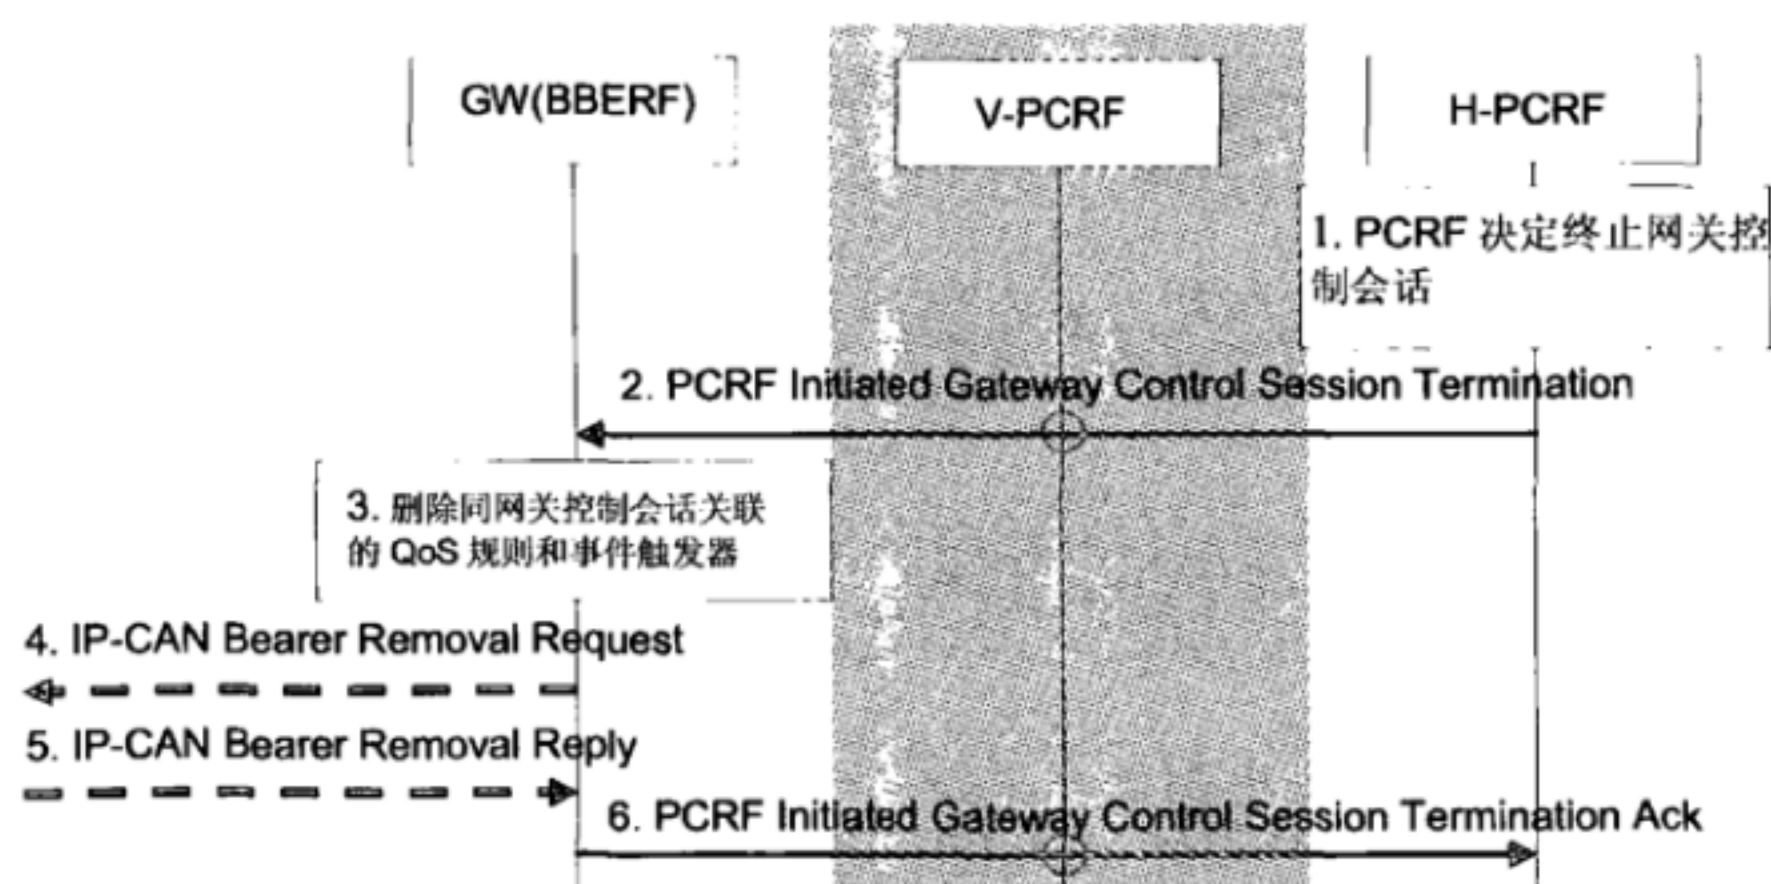 GW(BBERF)
V-PCRF
H-PCRF
1. PCRF 决定终止网关控
制会话
2. PCRF Initiated Gateway Control Session Termination
3. 删除同网关控制会话关联
的 QoS 规则和事件触发器
4. IP-CAN Bearer Removal Request
5. IP-CAN Bearer Removal Reply
6. PCRF Initiated Gateway Control Session Termination Ack